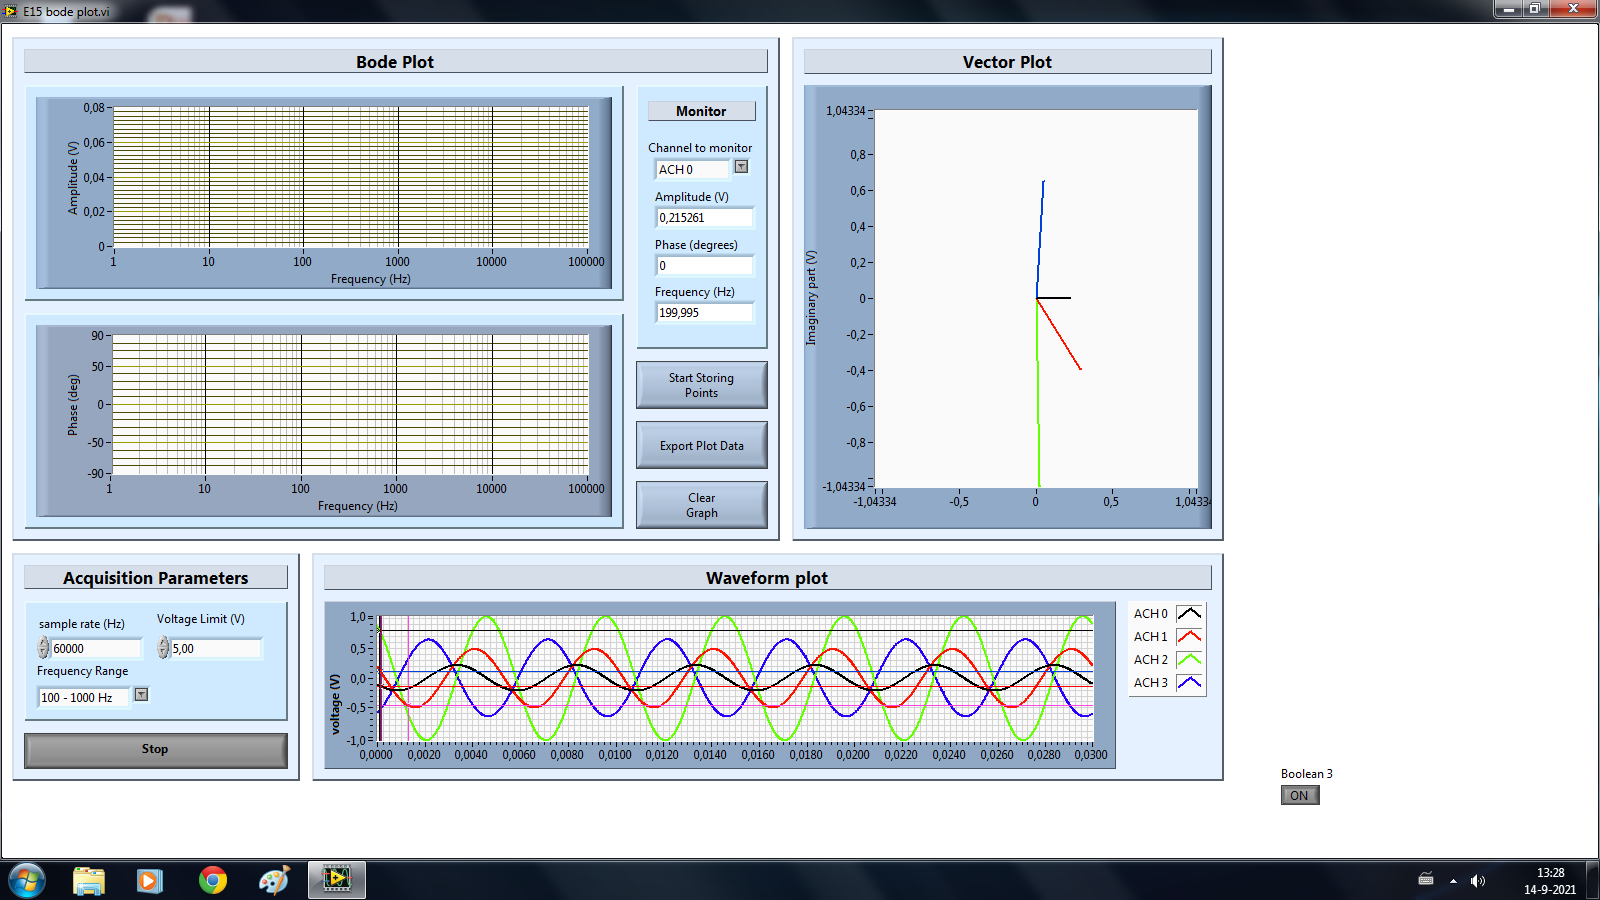 E15 bode plot.vi
Bode Plot
0,08
0,06
0,04
0,02
0
Amplitude (V)
1 10 100 1000 10000 100000
Frequency (Hz)
90
50
0
-50
-90
Phase (deg)
1 10 100 1000 10000 100000
Frequency (Hz)
Monitor
Channel to monitor
ACH 0
Amplitude (V)
0,215261
Phase (degrees)
0
Frequency (Hz)
199,995
Start Storing
Points
Export Plot Data
Clear
Graph
Vector Plot
1,04334
0,8
0,6
0,4
0,2
0
-0,2
-0,4
-0,6
-0,8
-1,04334
Imaginary part (V)
-1,04334 -0,5 0 0,5 1,04334
Acquisition Parameters
sample rate (Hz)
60000
Voltage Limit (V)
5,00
Frequency Range
100 - 1000 Hz
Stop
Waveform plot
1,0
0,5
0,0
-0,5
-1,0
voltage (V)
0,0000 0,0020 0,0040 0,0060 0,0080 0,0100 0,0120 0,0140 0,0160 0,0180 0,0200 0,0220 0,0240 0,0260 0,0280 0,0300
ACH 0
ACH 1
ACH 2
ACH 3
Boolean 3
ON
13:28
14-9-2021